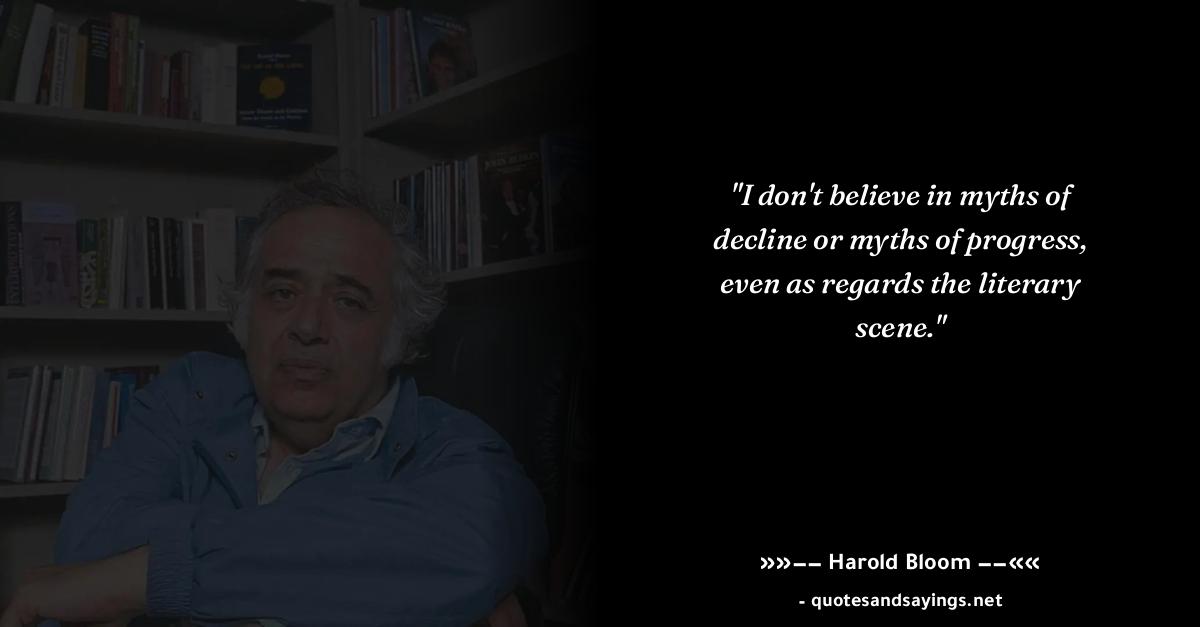 "I don't believe in myths of
decline or myths of progress,
even as regards the literary
scene."
»»–– Harold Bloom ––««
- quotesandsayings.net